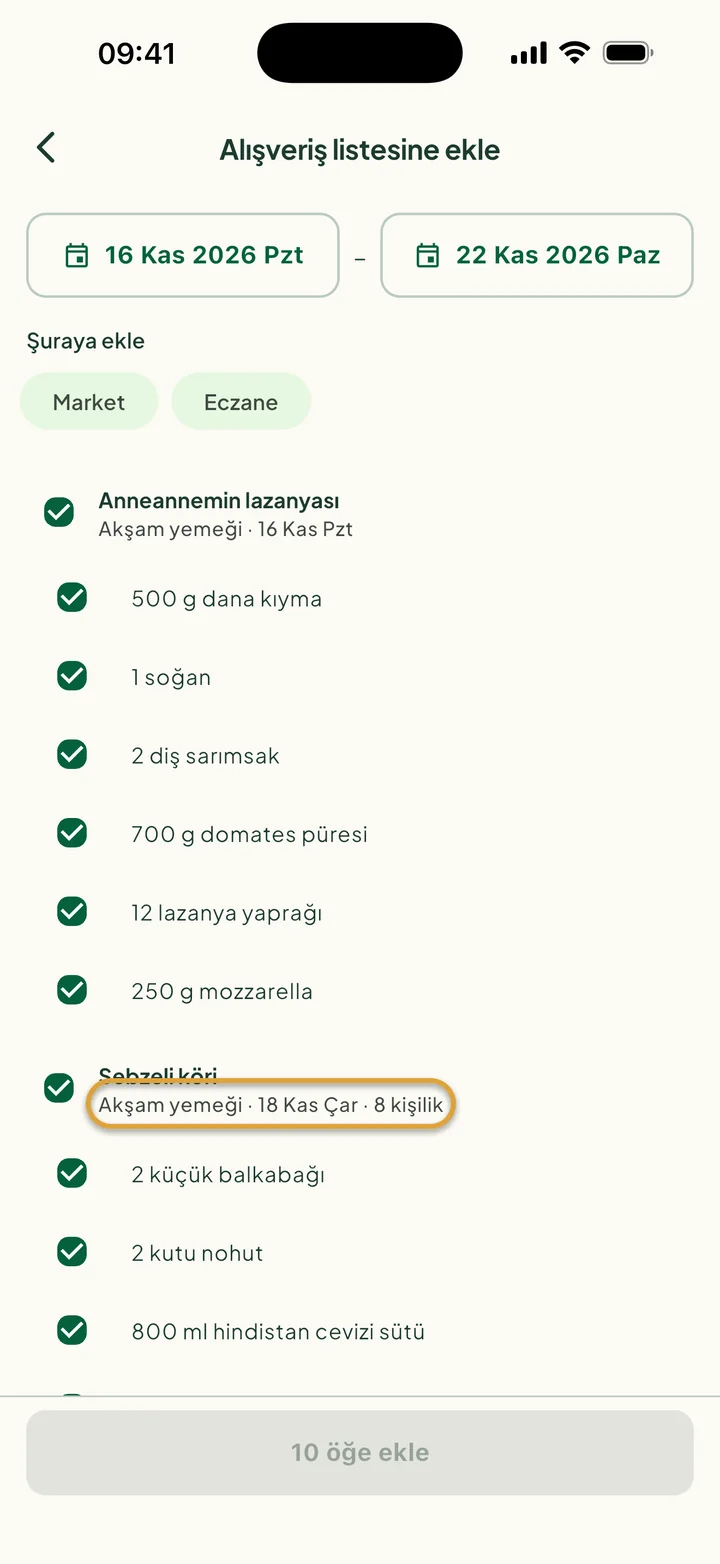 09:41
Alışveriş listesine ekle
16 Kas 2026 Pzt – 22 Kas 2026 Paz
Şuraya ekle
Market Eczane
Anneannemin lazanyası
Akşam yemeği · 16 Kas Pzt
500 g dana kıyma
1 soğan
2 diş sarımsak
700 g domates püresi
12 lazanya yaprağı
250 g mozzarella
Sebzeli köri
Akşam yemeği · 18 Kas Çar · 8 kişilik
2 küçük balkabağı
2 kutu nohut
800 ml hindistan cevizi sütü
10 öğe ekle